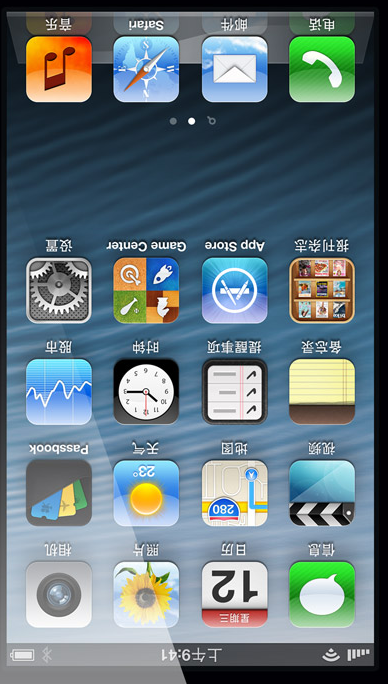 上午9:41
星期三
12
信息 日历 照片 相机
280
23°
视频 地图 天气 Passbook
备忘录 提醒事项 时钟 股市
报刊杂志 App Store Game Center 设置
电话 邮件 Safari 音乐